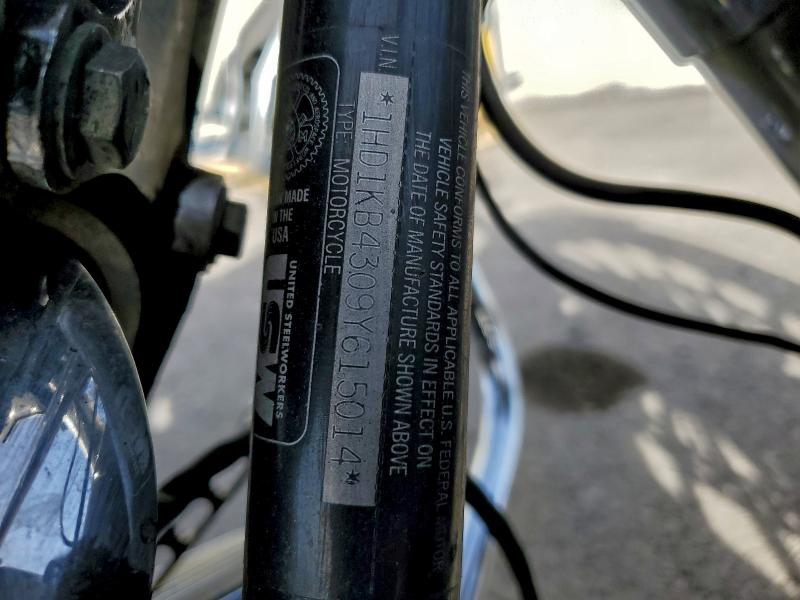 V.I.N.
*1HD1KB4309Y615014*
TYPE MOTORCYCLE
THIS VEHICLE CONFORMS TO ALL APPLICABLE U.S. FEDERAL MOTOR
VEHICLE SAFETY STANDARDS IN EFFECT ON
THE DATE OF MANUFACTURE SHOWN ABOVE
MADE
IN THE
USA
UNITED STEELWORKERS
USW